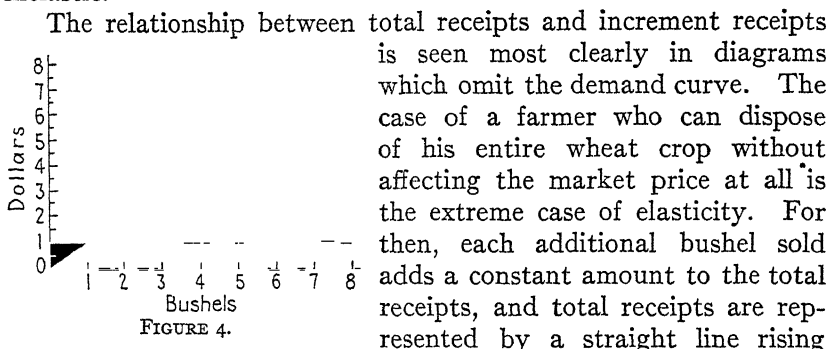 The relationship between total receipts and increment receipts
is seen most clearly in diagrams
which omit the demand curve. The
case of a farmer who can dispose
of his entire wheat crop without
affecting the market price at all is
the extreme case of elasticity. For
then, each additional bushel sold
adds a constant amount to the total
receipts, and total receipts are rep-
resented by a straight line rising
Dollars
8
7
6
5
4
3
2
1
0
1 2 3 4 5 6 7 8
Bushels
FIGURE 4.